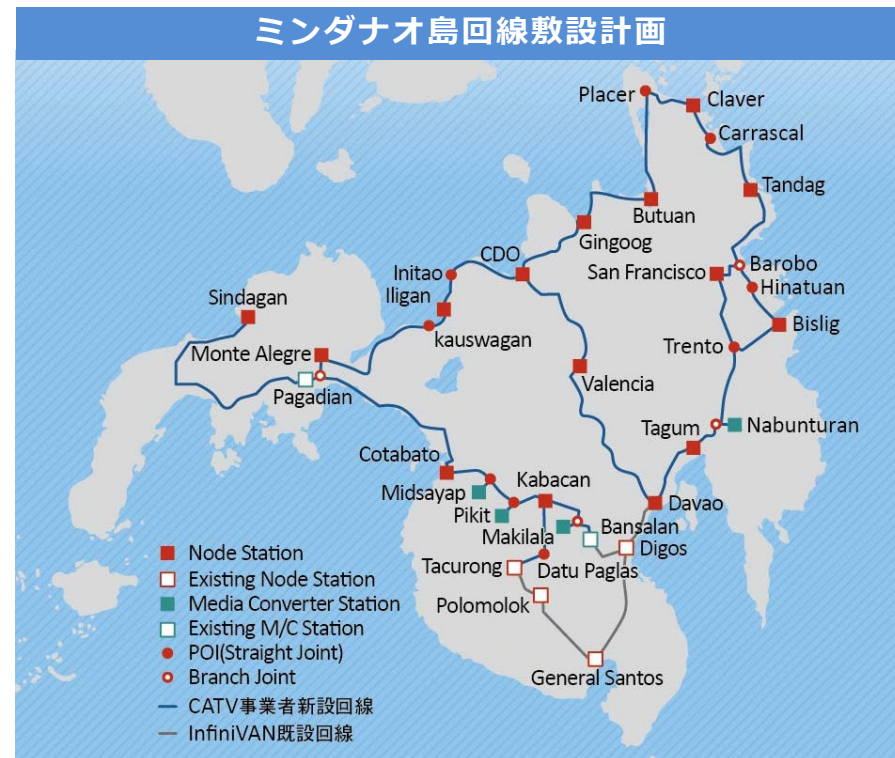 ミンダナオ島回線敷設計画
Placer
Claver
Carrascal
Tandag
Butuan
Gingoog
CDO
San Francisco
Barobo
Hinatuan
Initao
Iligan
Sindagan
Bislig
kauswagan
Trento
Monte Alegre
Valencia
Pagadian
Nabunturan
Tagum
Cotabato
Kabacan
Midsayap
Davao
Pikit
Bansalan
Makilala
Digos
Tacurong
Datu Paglas
Polomolok
General Santos
Node Station
Existing Node Station
Media Converter Station
Existing M/C Station
POI(Straight Joint)
Branch Joint
CATV事業者新設回線
InfiniVAN既設回線